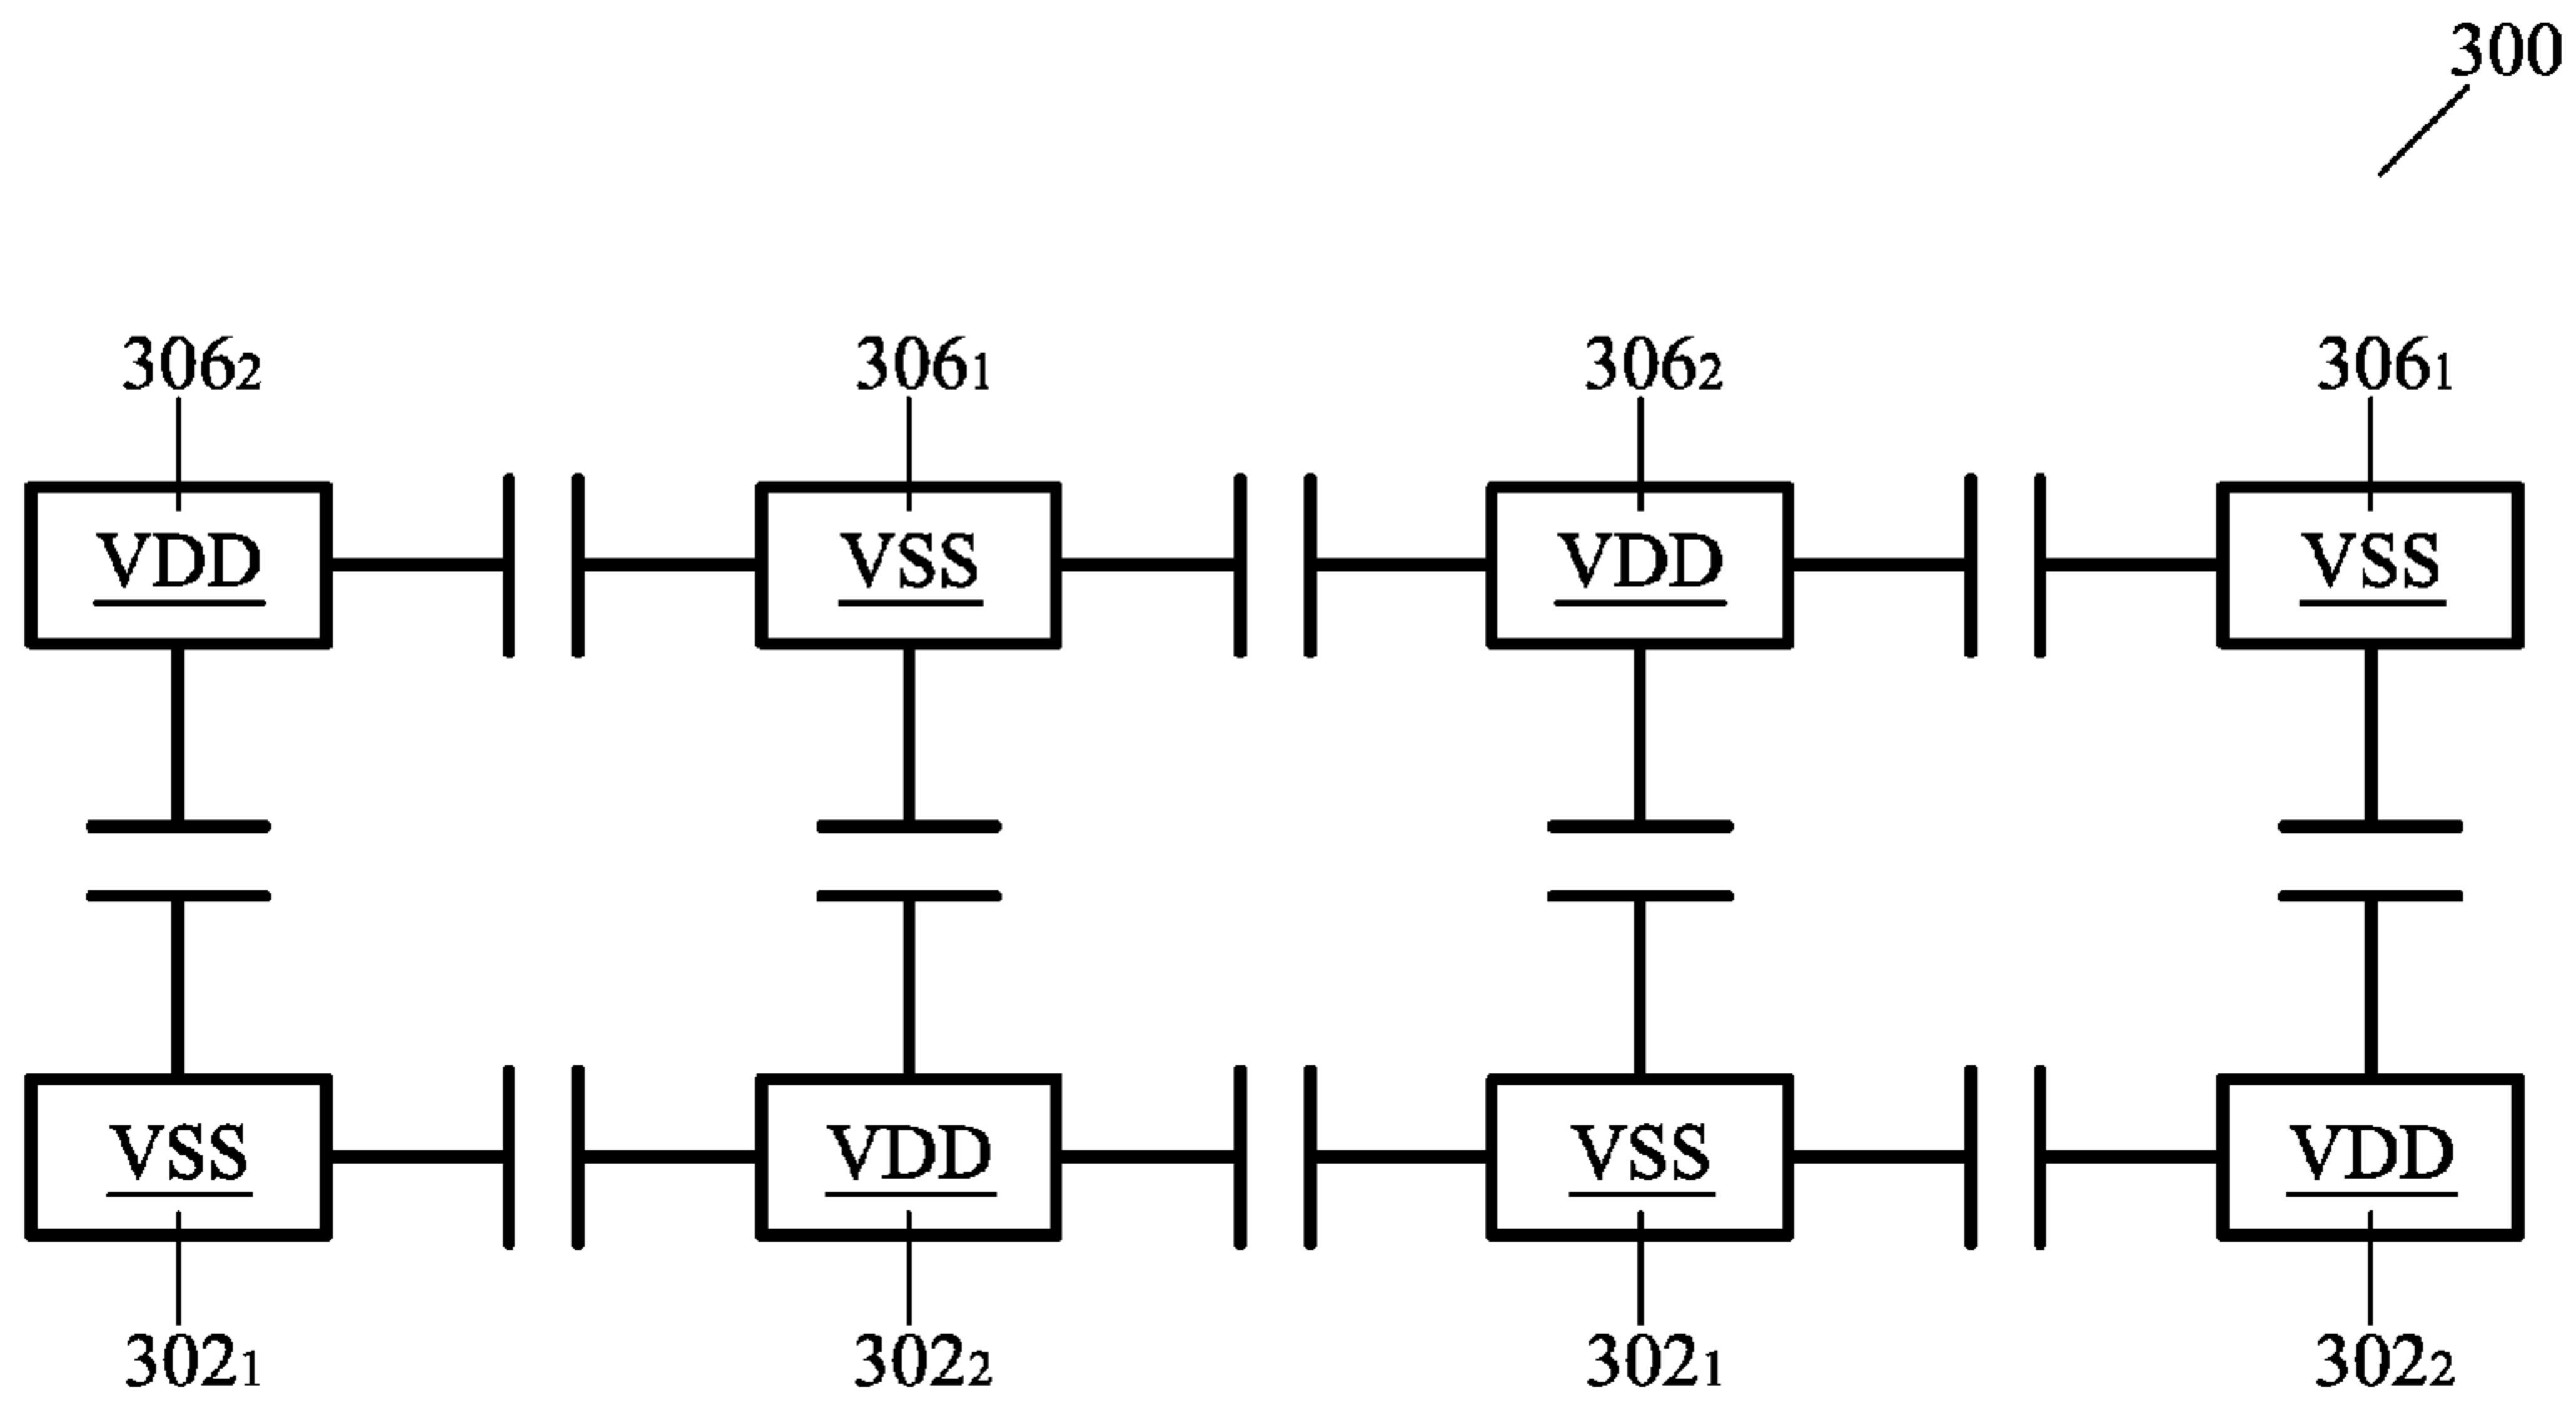 300
306₂ 306₁ 306₂ 306₁
VDD VSS VDD VSS
VSS VDD VSS VDD
302₁ 302₂ 302₁ 302₂